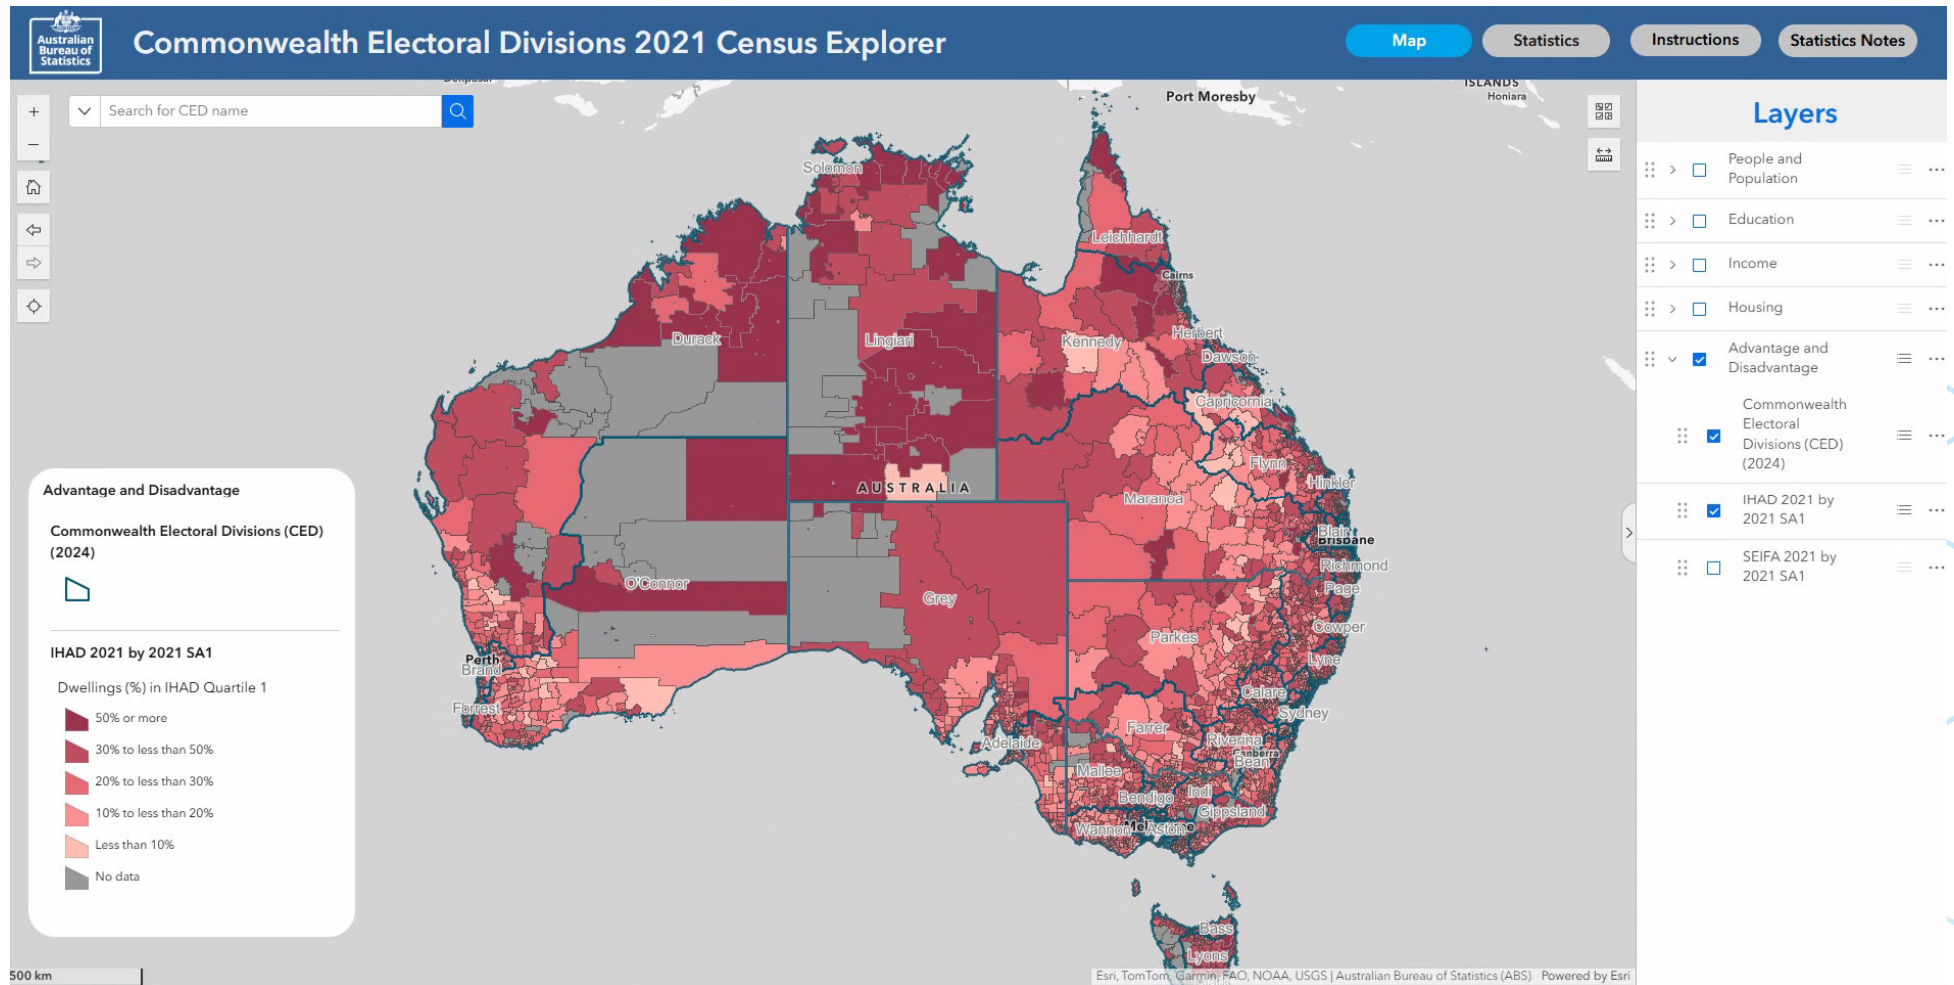 Australian
Bureau of
Statistics
Commonwealth Electoral Divisions 2021 Census Explorer
Map
Statistics
Instructions
Statistics Notes
Search for CED name
Port Moresby
ISLANDS
Honiara
Layers
People and
Population
Education
Income
Housing
Advantage and
Disadvantage
Commonwealth
Electoral
Divisions (CED)
(2024)
IHAD 2021 by
2021 SA1
SEIFA 2021 by
2021 SA1
Solomon
Leichhardt
Cairns
Durack
Lingiari
Kennedy
Herbert
Dawson
Capricornia
Flynn
Hinkler
AUSTRALIA
Maranoa
Blair
Brisbane
Richmond
Page
O'Connor
Grey
Cowper
Parkes
Lyne
Perth
Brand
Calare
Forrest
Sydney
Farrer
Adelaide
Riverina
Canberra
Bean
Mallee
Bendigo
Indi
Gippsland
Wannon
Aston
Bass
Lyons
Advantage and Disadvantage
Commonwealth Electoral Divisions (CED)
(2024)
IHAD 2021 by 2021 SA1
Dwellings (%) in IHAD Quartile 1
50% or more
30% to less than 50%
20% to less than 30%
10% to less than 20%
Less than 10%
No data
500 km
Esri, TomTom, Garmin, FAO, NOAA, USGS | Australian Bureau of Statistics (ABS) Powered by Esri